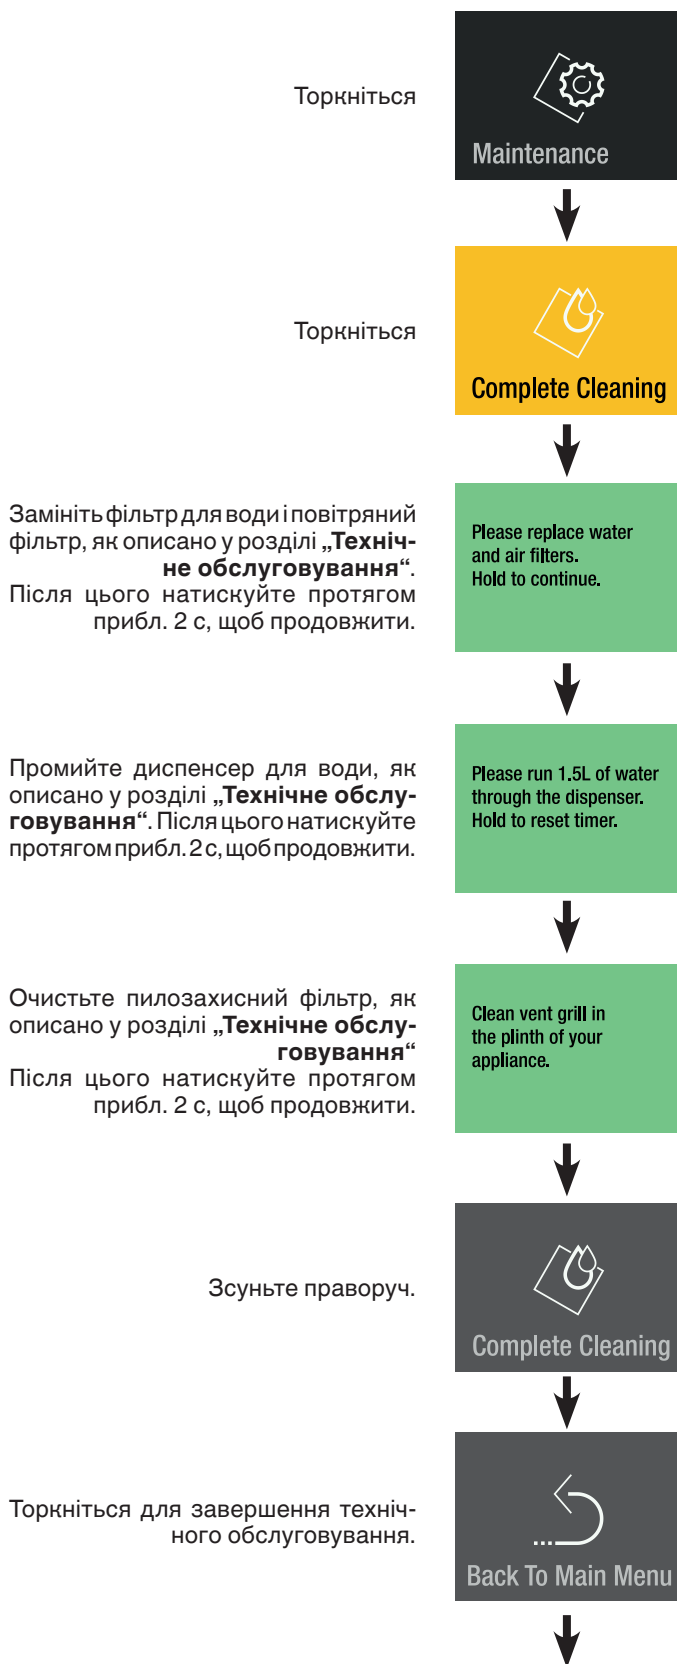 Торкніться
Maintenance
Торкніться
Complete Cleaning
Замініть фільтр для води і повітряний
фільтр, як описано у розділі „Техніч-
не обслуговування“.
Після цього натискуйте протягом
прибл. 2 с, щоб продовжити.
Please replace water
and air filters.
Hold to continue.
Промийте диспенсер для води, як
описано у розділі „Технічне обслу-
говування“. Після цього натискуйте
протягом прибл. 2 с, щоб продовжити.
Please run 1.5L of water
through the dispenser.
Hold to reset timer.
Очистьте пилозахисний фільтр, як
описано у розділі „Технічне обслу-
говування“
Після цього натискуйте протягом
прибл. 2 с, щоб продовжити.
Clean vent grill in
the plinth of your
appliance.
Зсуньте праворуч.
Complete Cleaning
Торкніться для завершення техніч-
ного обслуговування.
Back To Main Menu